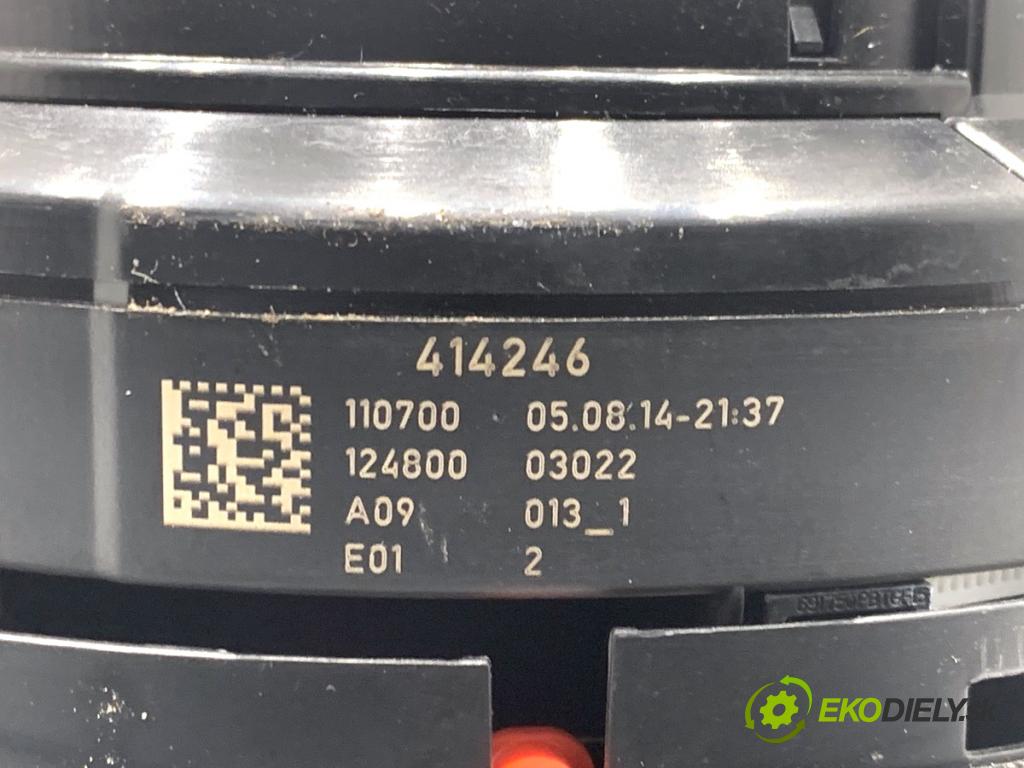 414246
110700 05.08.14-21:37
124800 03022
A09 013_1
E01 2
EKODIELY.SK